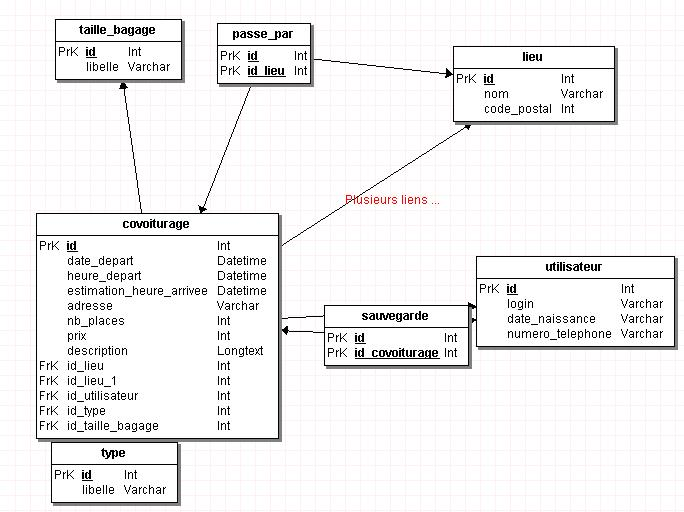 taille_bagage
PrK id Int
libelle Varchar
passe_par
PrK id Int
PrK id_lieu Int
lieu
PrK id Int
nom Varchar
code_postal Int
Plusieurs liens ...
covoiturage
PrK id Int
date_depart Datetime
heure_depart Datetime
estimation_heure_arrivee Datetime
adresse Varchar
nb_places Int
prix Int
description Longtext
FrK id_lieu Int
FrK id_lieu_1 Int
FrK id_utilisateur Int
FrK id_type Int
FrK id_taille_bagage Int
sauvegarde
PrK id Int
PrK id_covoiturage Int
utilisateur
PrK id Int
login Varchar
date_naissance Varchar
numero_telephone Varchar
type
PrK id Int
libelle Varchar